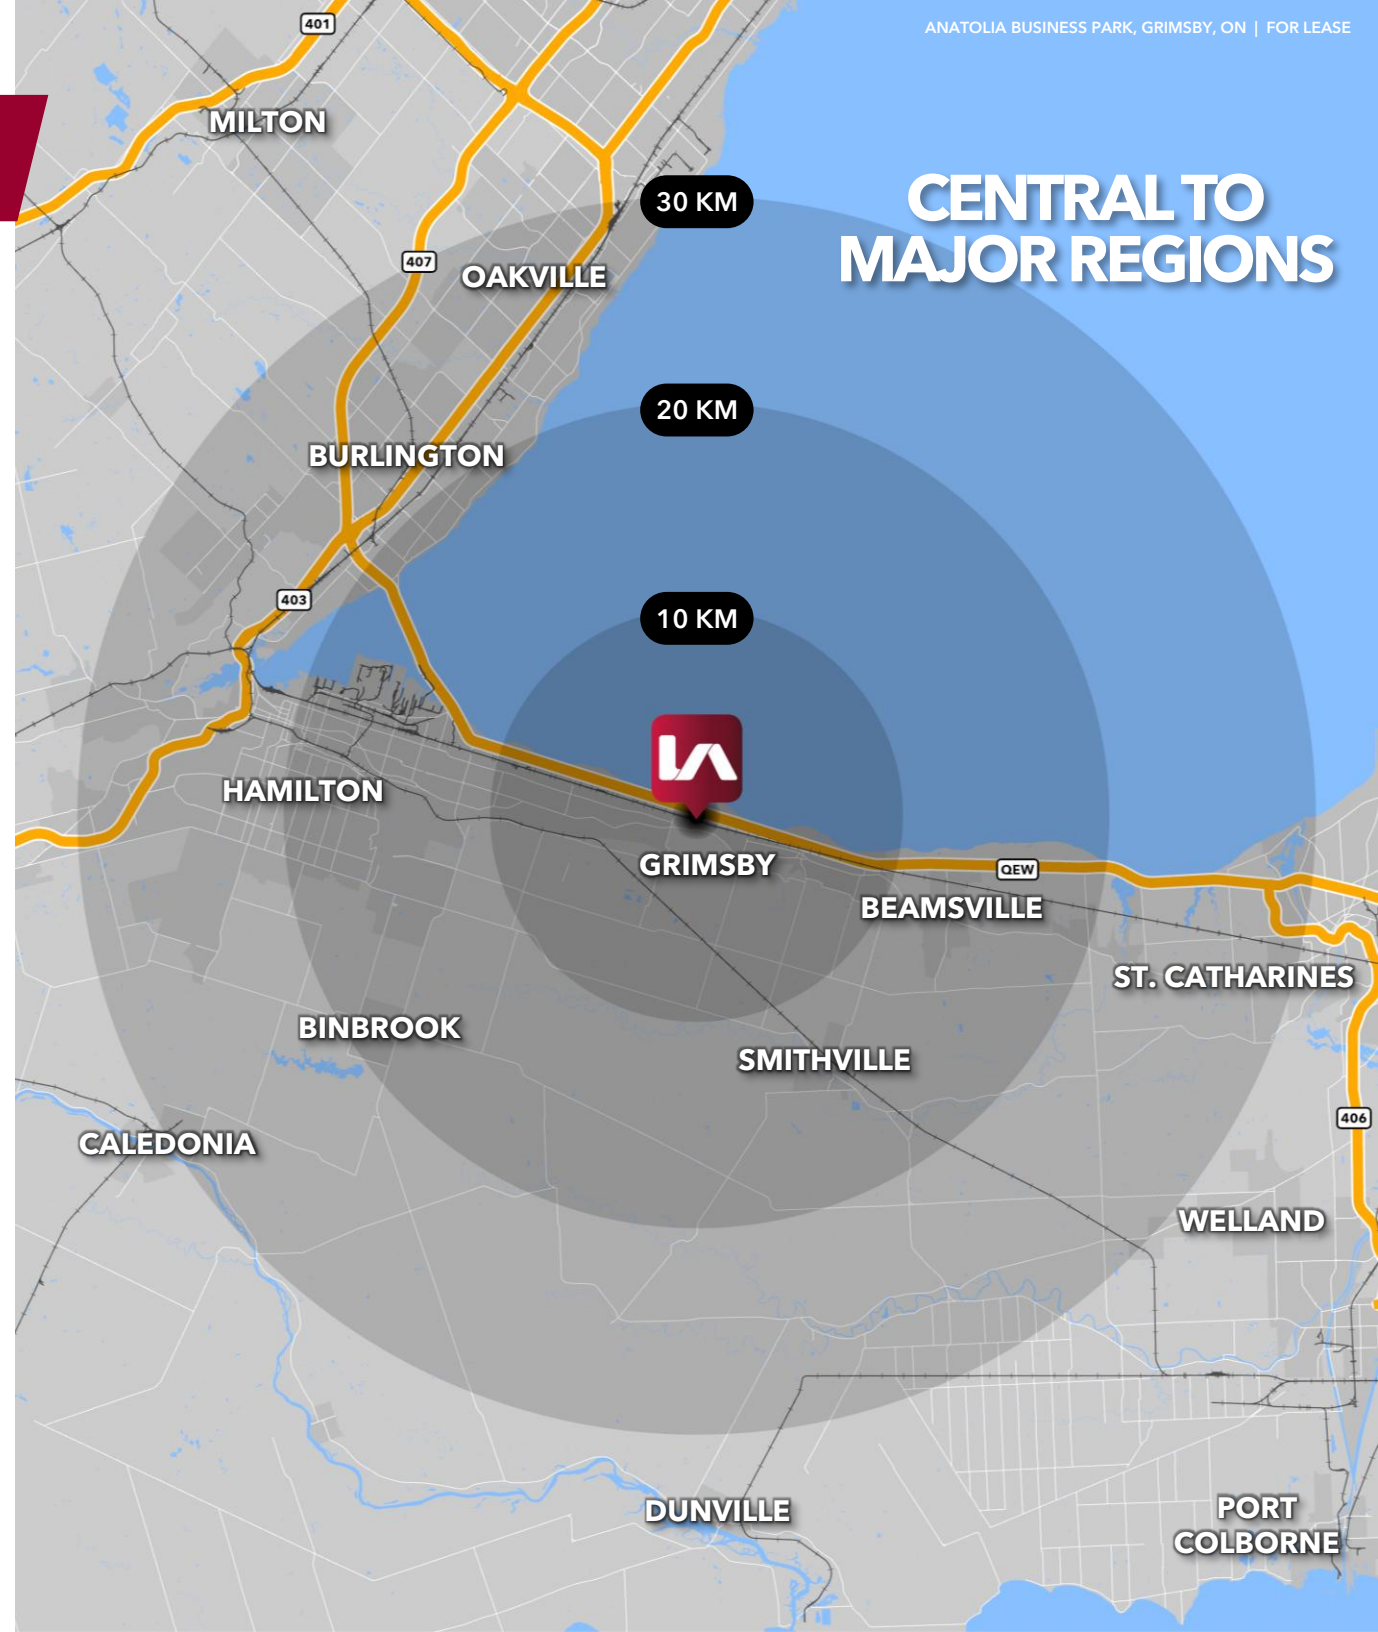 ANATOLIA BUSINESS PARK, GRIMSBY, ON | FOR LEASE
401
MILTON
CENTRAL TO
MAJOR REGIONS
30 KM
407
OAKVILLE
20 KM
BURLINGTON
403
10 KM
HAMILTON
GRIMSBY
QEW
BEAMSVILLE
ST. CATHARINES
BINBROOK
SMITHVILLE
406
CALEDONIA
WELLAND
DUNVILLE
PORT
COLBORNE